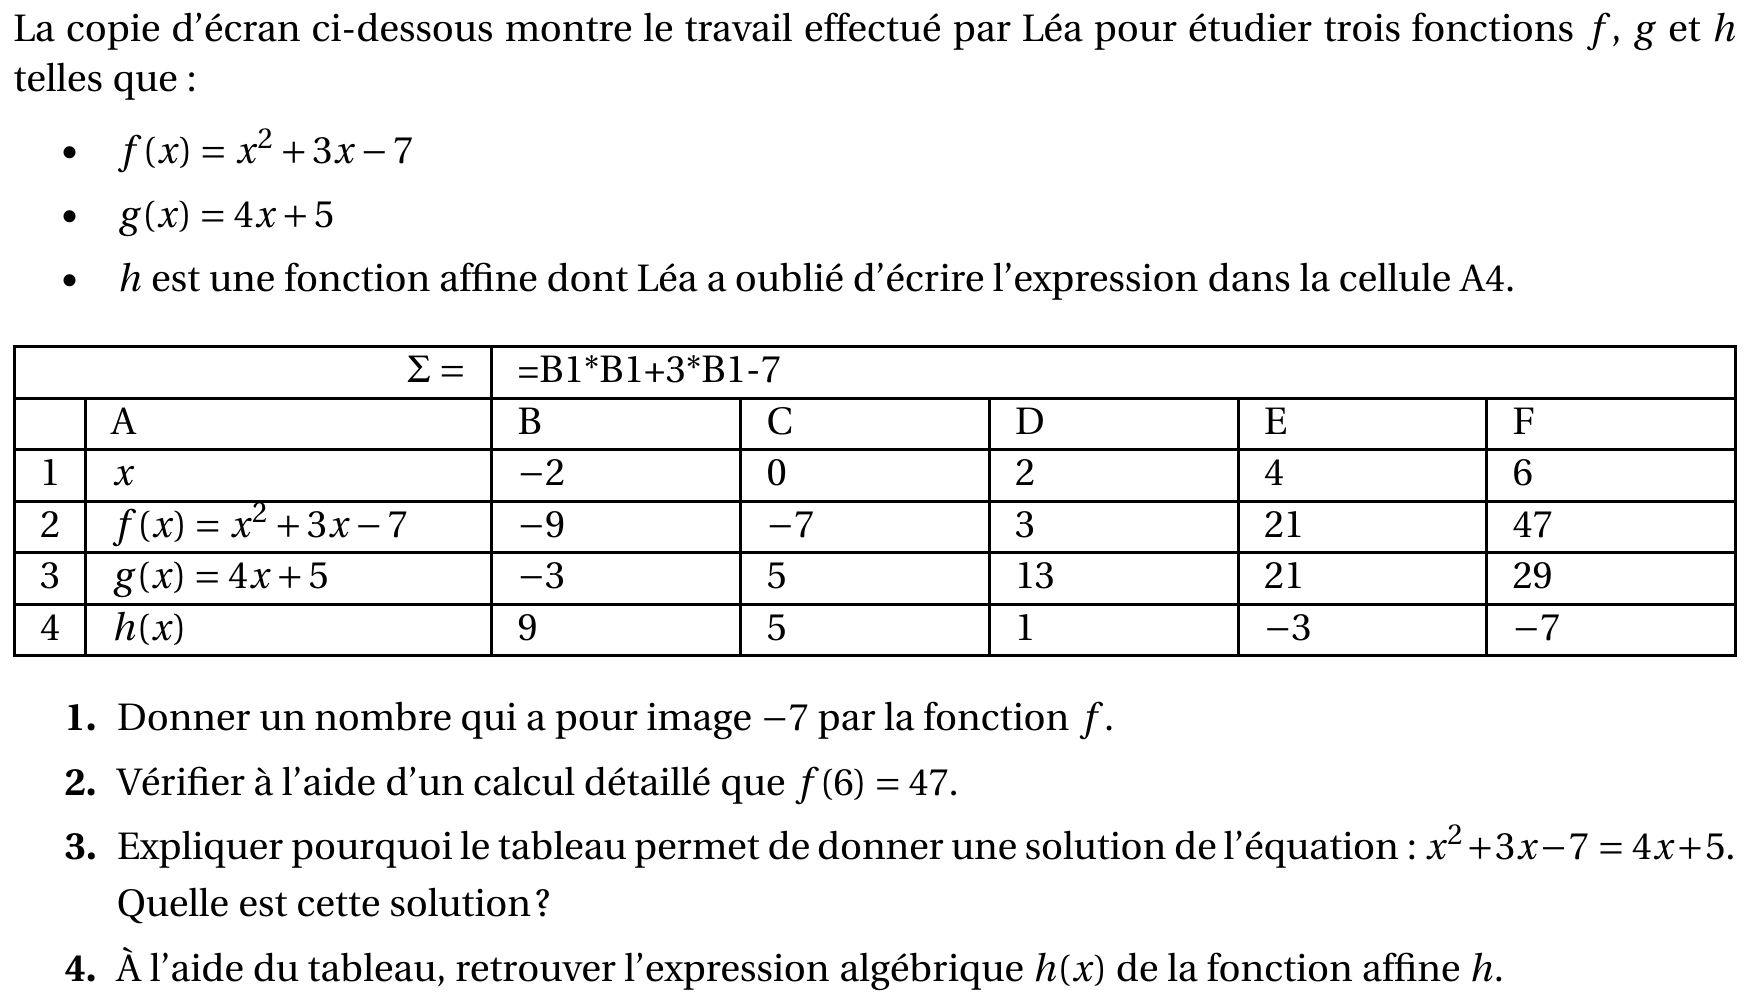 La copie d'écran ci-dessous montre le travail effectué par Léa pour étudier trois fonctions f, g et h
telles que :
• f(x) = x² + 3x − 7
• g(x) = 4x + 5
• h est une fonction affine dont Léa a oublié d'écrire l'expression dans la cellule A4.
Σ = =B1*B1+3*B1-7
A B C D E F
1 x −2 0 2 4 6
2 f(x) = x² + 3x − 7 −9 −7 3 21 47
3 g(x) = 4x + 5 −3 5 13 21 29
4 h(x) 9 5 1 −3 −7
1. Donner un nombre qui a pour image −7 par la fonction f.
2. Vérifier à l'aide d'un calcul détaillé que f(6) = 47.
3. Expliquer pourquoi le tableau permet de donner une solution de l'équation : x² + 3x − 7 = 4x + 5.
Quelle est cette solution ?
4. À l'aide du tableau, retrouver l'expression algébrique h(x) de la fonction affine h.